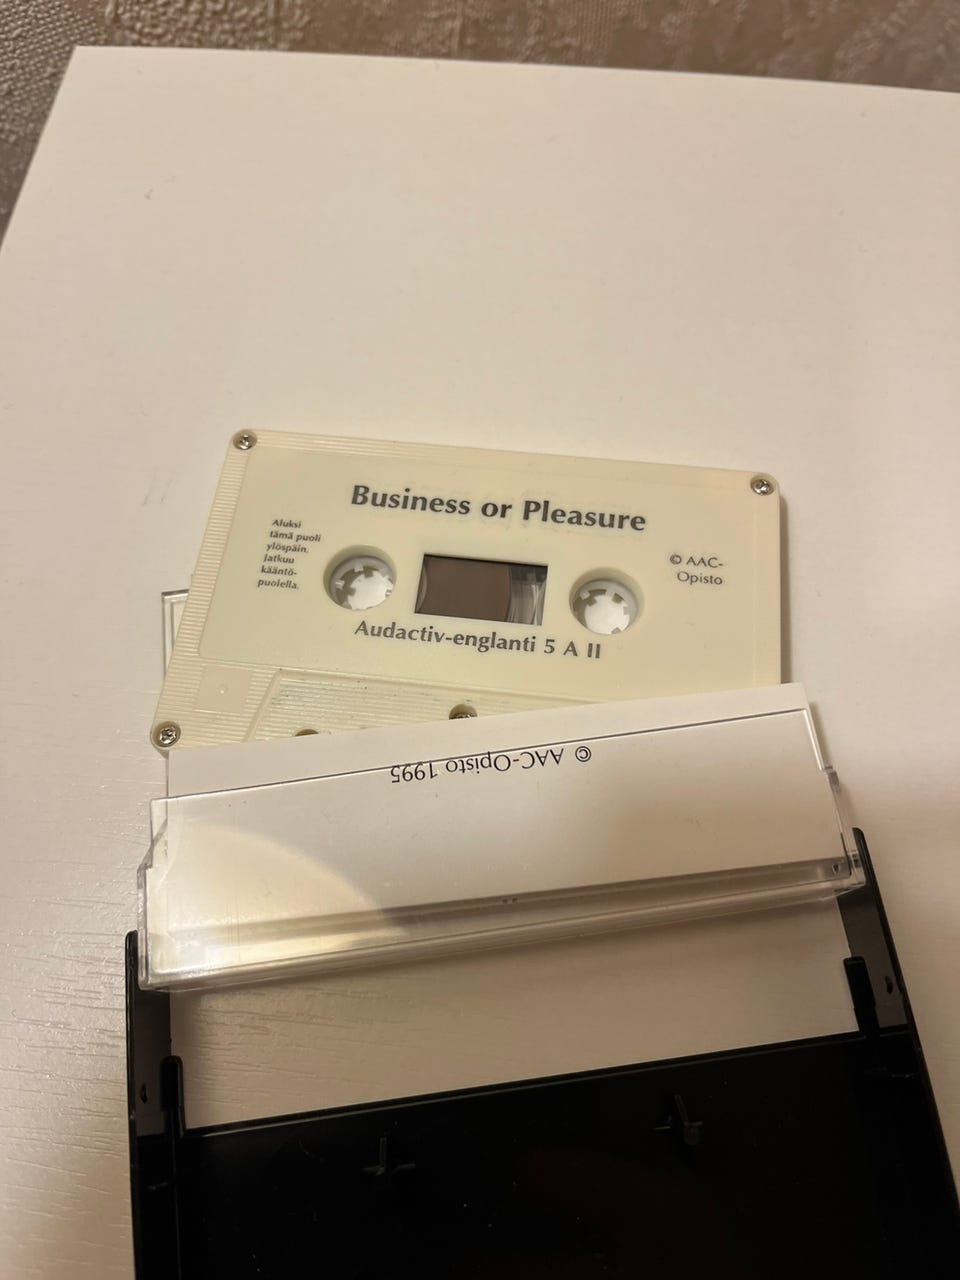 Business or Pleasure
Aluksi
tämä puoli
ylöspäin.
Jatkuu
kääntö-
puolella.
© AAC-
Opisto
Audactiv-englanti 5 A II
© AAC-Opisto 1995